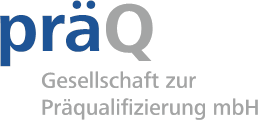 präQ
Gesellschaft zur
Präqualifizierung mbH